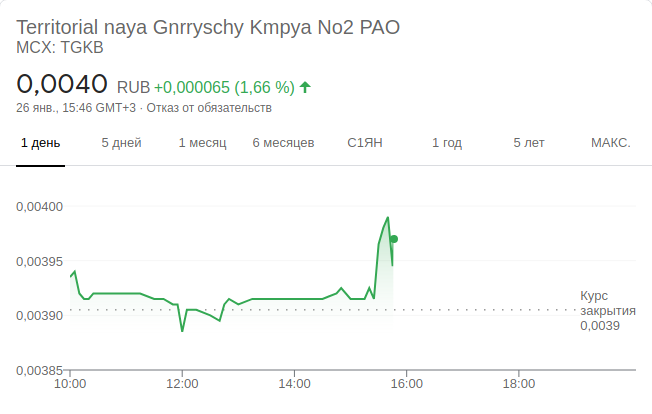 Territorial naya Gnrryschy Kmpya No2 PAO
MCX: TGKB
0,0040 RUB +0,000065 (1,66 %)
26 янв., 15:46 GMT+3 · Отказ от обязательств
1 день 5 дней 1 месяц 6 месяцев С1ЯН 1 год 5 лет МАКС.
0,00400
0,00395
0,00390
0,00385
Курс
закрытия
0,0039
10:00 12:00 14:00 16:00 18:00